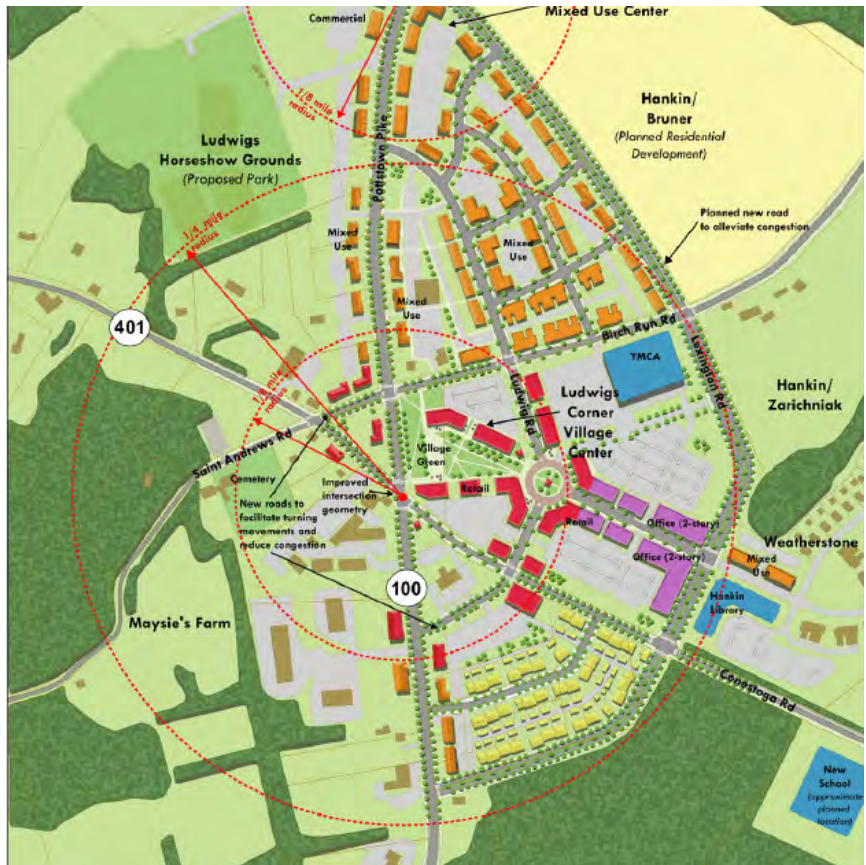 Mixed Use Center
Commercial
1/8 mile
radius
Hankin/
Bruner
(Planned Residential
Development)
Ludwigs
Horseshow Grounds
(Proposed Park)
Pottstown Pike
1/4 mile
radius
Planned new road
to alleviate congestion
Mixed
Use
Mixed
Use
Mixed
Use
401
Birch Run Rd
YMCA
Lexington Rd
1/8 mile
radius
Ludwig Rd
Ludwigs
Corner
Village
Center
Hankin/
Zarichniak
Saint Andrews Rd
Village
Green
Cemetery
Improved
intersection
geometry
Retail
New roads to
facilitate turning
movements and
reduce congestion
Retail
Office (2-story)
Office (2-story)
Weatherstone
Mixed
Use
100
Hankin
Library
Maysie's Farm
Conestoga Rd
New
School
(approximate
planned
location)